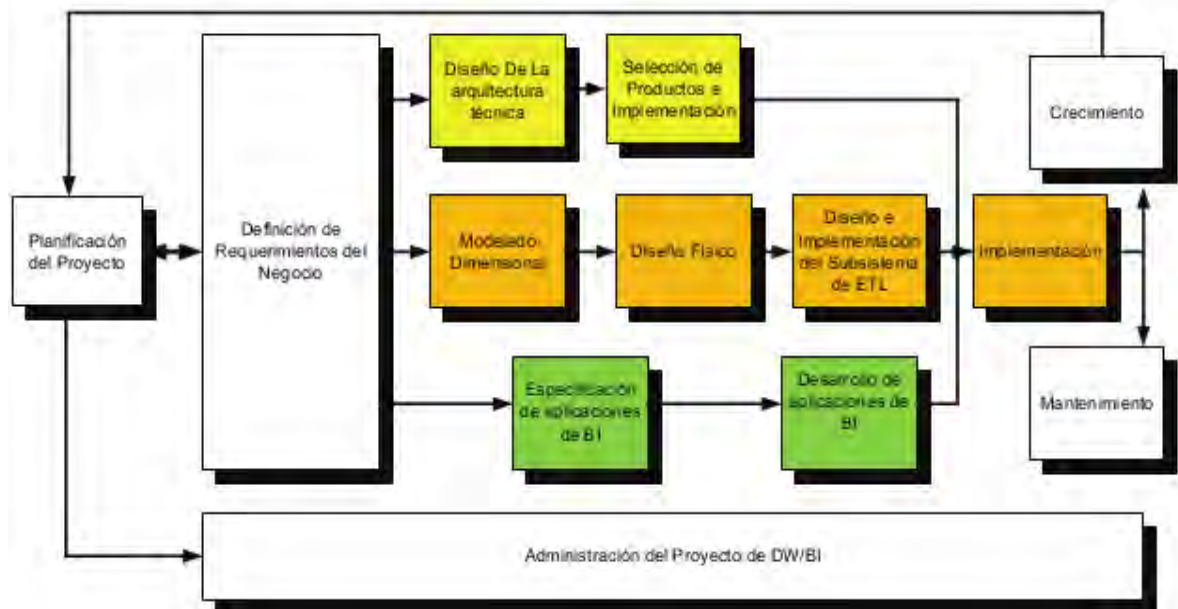 Diseño De La
arquitectura
técnica
Selección de
Productos e
Implementación
Crecimiento
Planificación
del Proyecto
Definición de
Requerimientos del
Negocio
Modelado
Dimensional
Diseño Físico
Diseño e
Implementación
del Subsistema
de ETL
Implementación
Especificación
de aplicaciones
de BI
Desarrollo de
aplicaciones de
BI
Mantenimiento
Administración del Proyecto de DW/BI